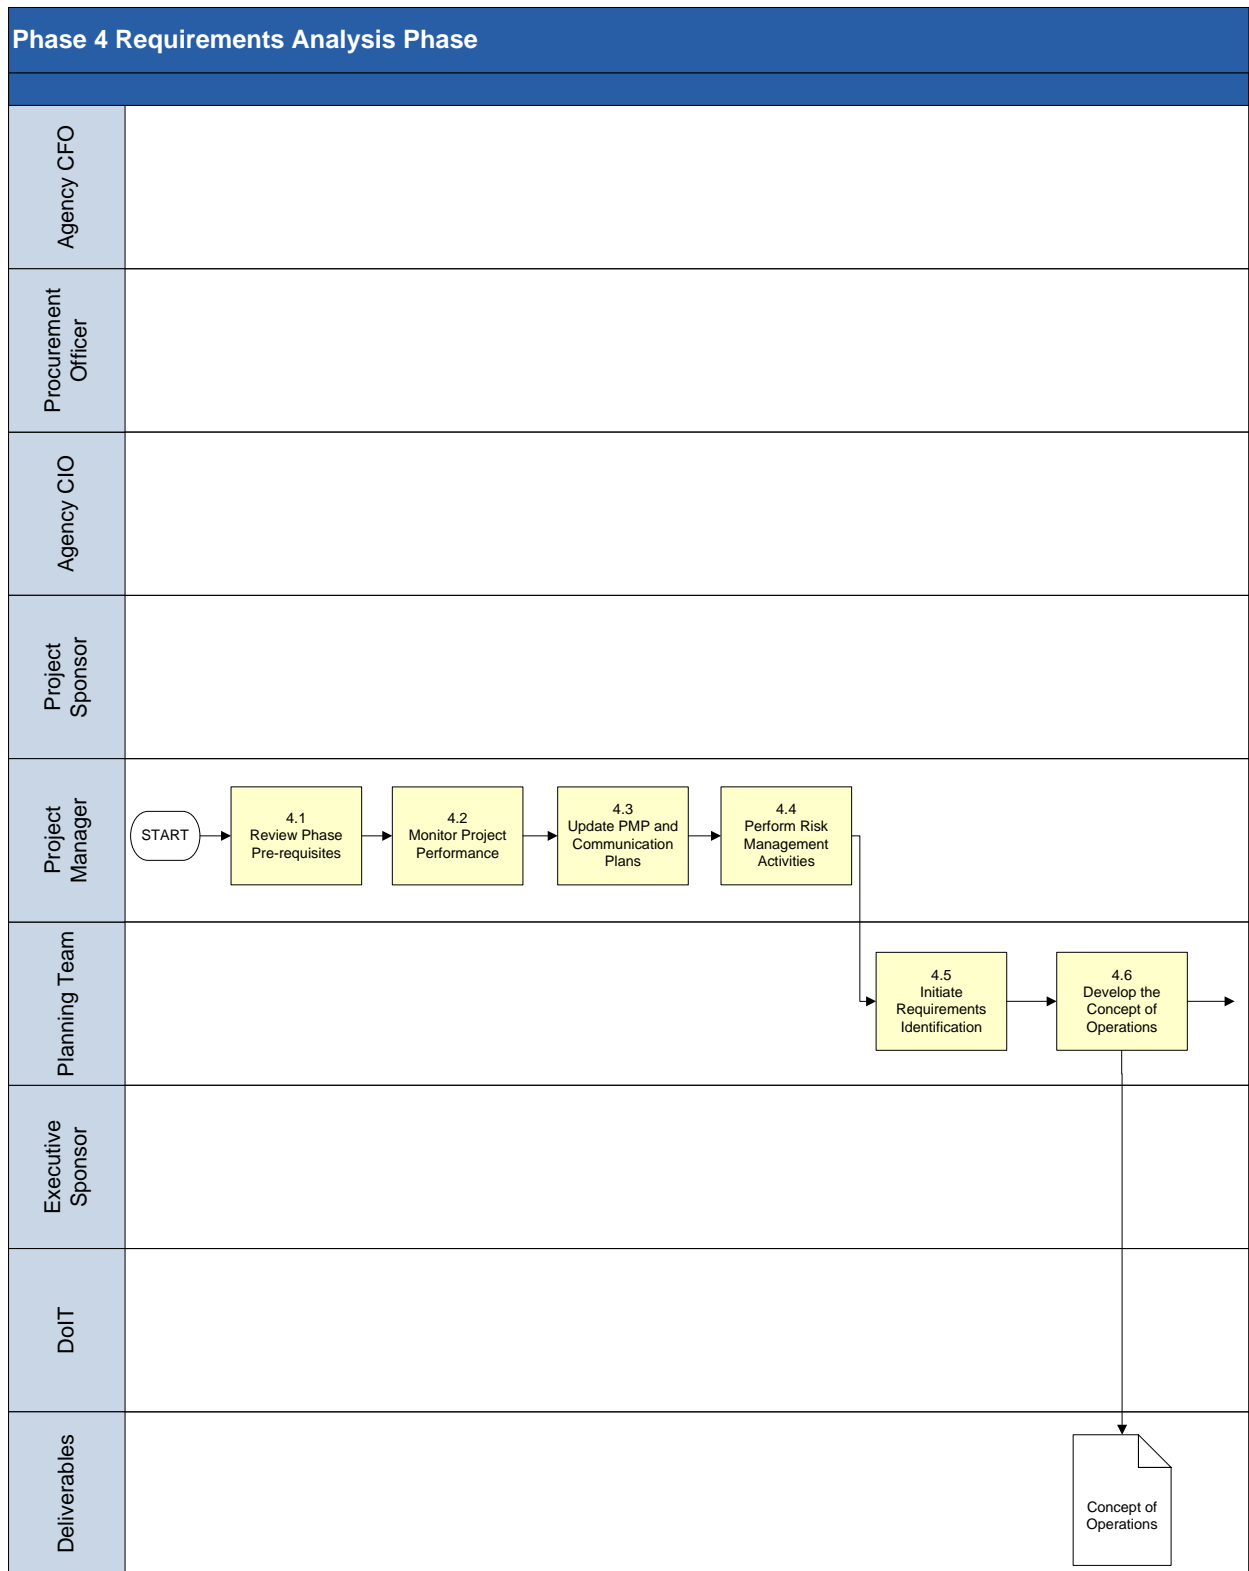 Phase 4 Requirements Analysis Phase
Agency CFO
Procurement
Officer
Agency CIO
Project
Sponsor
Project
Manager
START
4.1
Review Phase
Pre-requisites
4.2
Monitor Project
Performance
4.3
Update PMP and
Communication
Plans
4.4
Perform Risk
Management
Activities
Planning Team
4.5
Initiate
Requirements
Identification
4.6
Develop the
Concept of
Operations
Executive
Sponsor
DoIT
Deliverables
Concept of
Operations